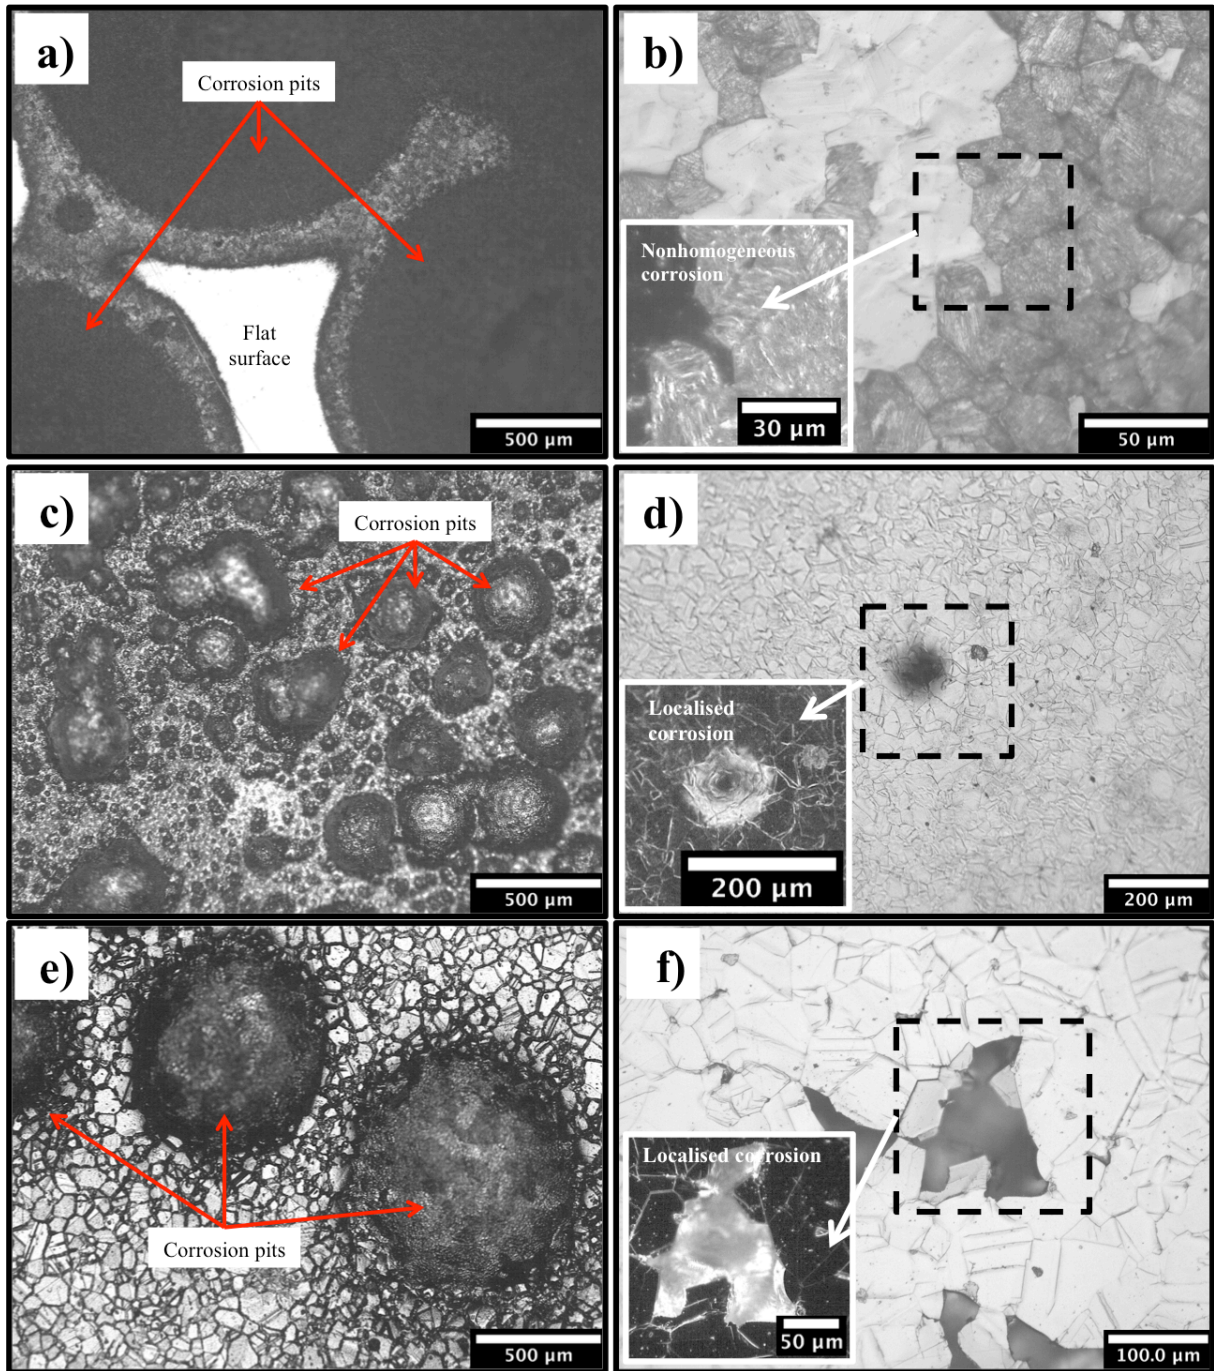 a)
Corrosion pits
Flat
surface
500 µm
b)
Nonhomogeneous
corrosion
30 µm
50 µm
c)
Corrosion pits
500 µm
d)
Localised
corrosion
200 µm
200 µm
e)
Corrosion pits
500 µm
f)
Localised corrosion
50 µm
100.0 µm